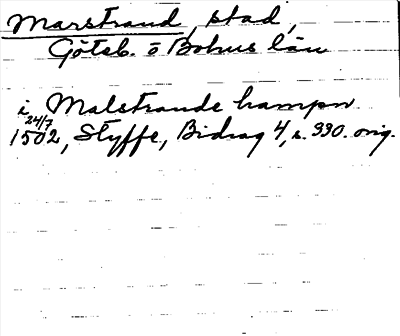 Marstrand, stad,
Göteb. o Bohus län
i Malstrande hampn
24/7
1502, Styffe, Bidrag 4, s. 330. orig.